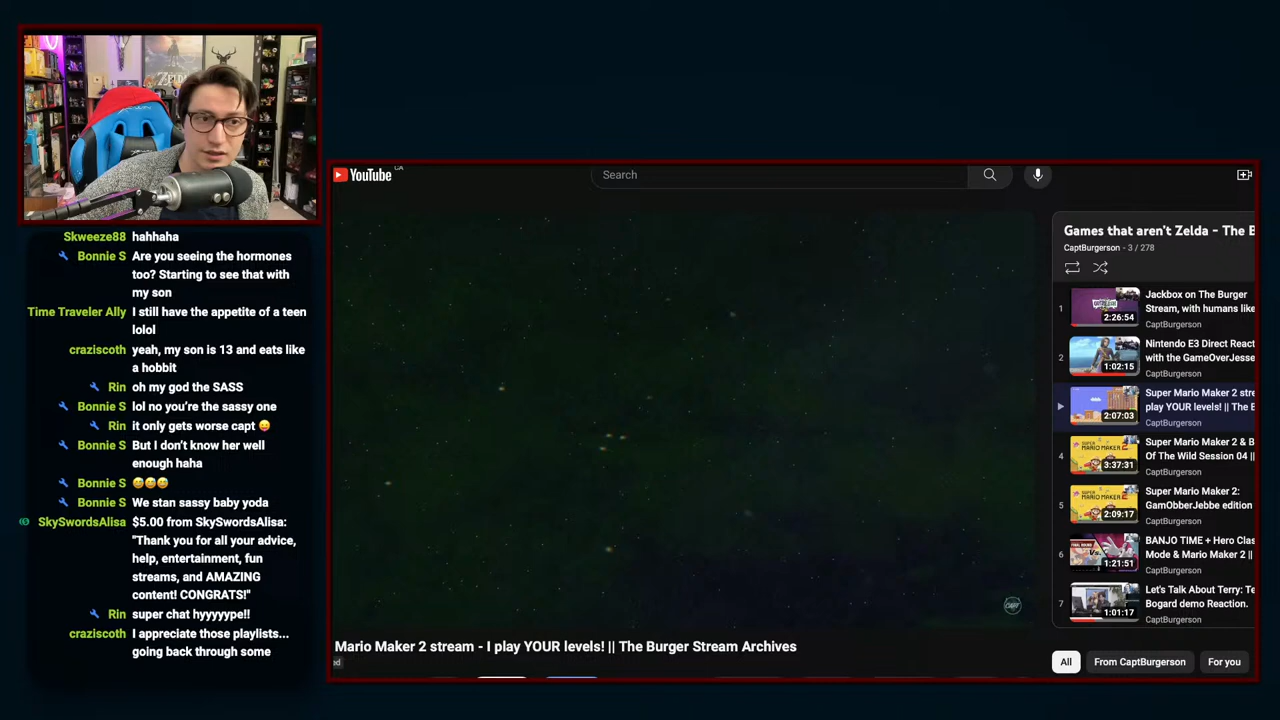 ZELDA
Skweeze88 hahhaha
Bonnie S Are you seeing the hormones
too? Starting to see that with
my son
Time Traveler Ally I still have the appetite of a teen
lolol
craziscoth yeah, my son is 13 and eats like
a hobbit
Rin oh my god the SASS
Bonnie S lol no you're the sassy one
Rin it only gets worse capt 😛
Bonnie S But I don't know her well
enough haha
Bonnie S 😅😅😅
Bonnie S We stan sassy baby yoda
SkySwordsAlisa $5.00 from SkySwordsAlisa:
"Thank you for all your advice,
help, entertainment, fun
streams, and AMAZING
content! CONGRATS!"
Rin super chat hyyyype!!
craziscoth I appreciate those playlists...
going back through some
YouTube CA
Search
Games that aren't Zelda - The B
CaptBurgerson - 3 / 278
1
2:26:54
Jackbox on The Burger
Stream, with humans like
CaptBurgerson
2
1:02:15
Nintendo E3 Direct React
with the GameOverJesse
CaptBurgerson
2:07:03
Super Mario Maker 2 stre
play YOUR levels! || The B
CaptBurgerson
4
3:37:31
Super Mario Maker 2 & B
Of The Wild Session 04 ||
CaptBurgerson
5
2:09:17
Super Mario Maker 2:
GamObberJebbe edition
CaptBurgerson
6
1:21:51
BANJO TIME + Hero Clas
Mode & Mario Maker 2 ||
CaptBurgerson
7
1:01:17
Let's Talk About Terry: Te
Bogard demo Reaction.
CaptBurgerson
CAPT
Mario Maker 2 stream - I play YOUR levels! || The Burger Stream Archives
ed
All From CaptBurgerson For you